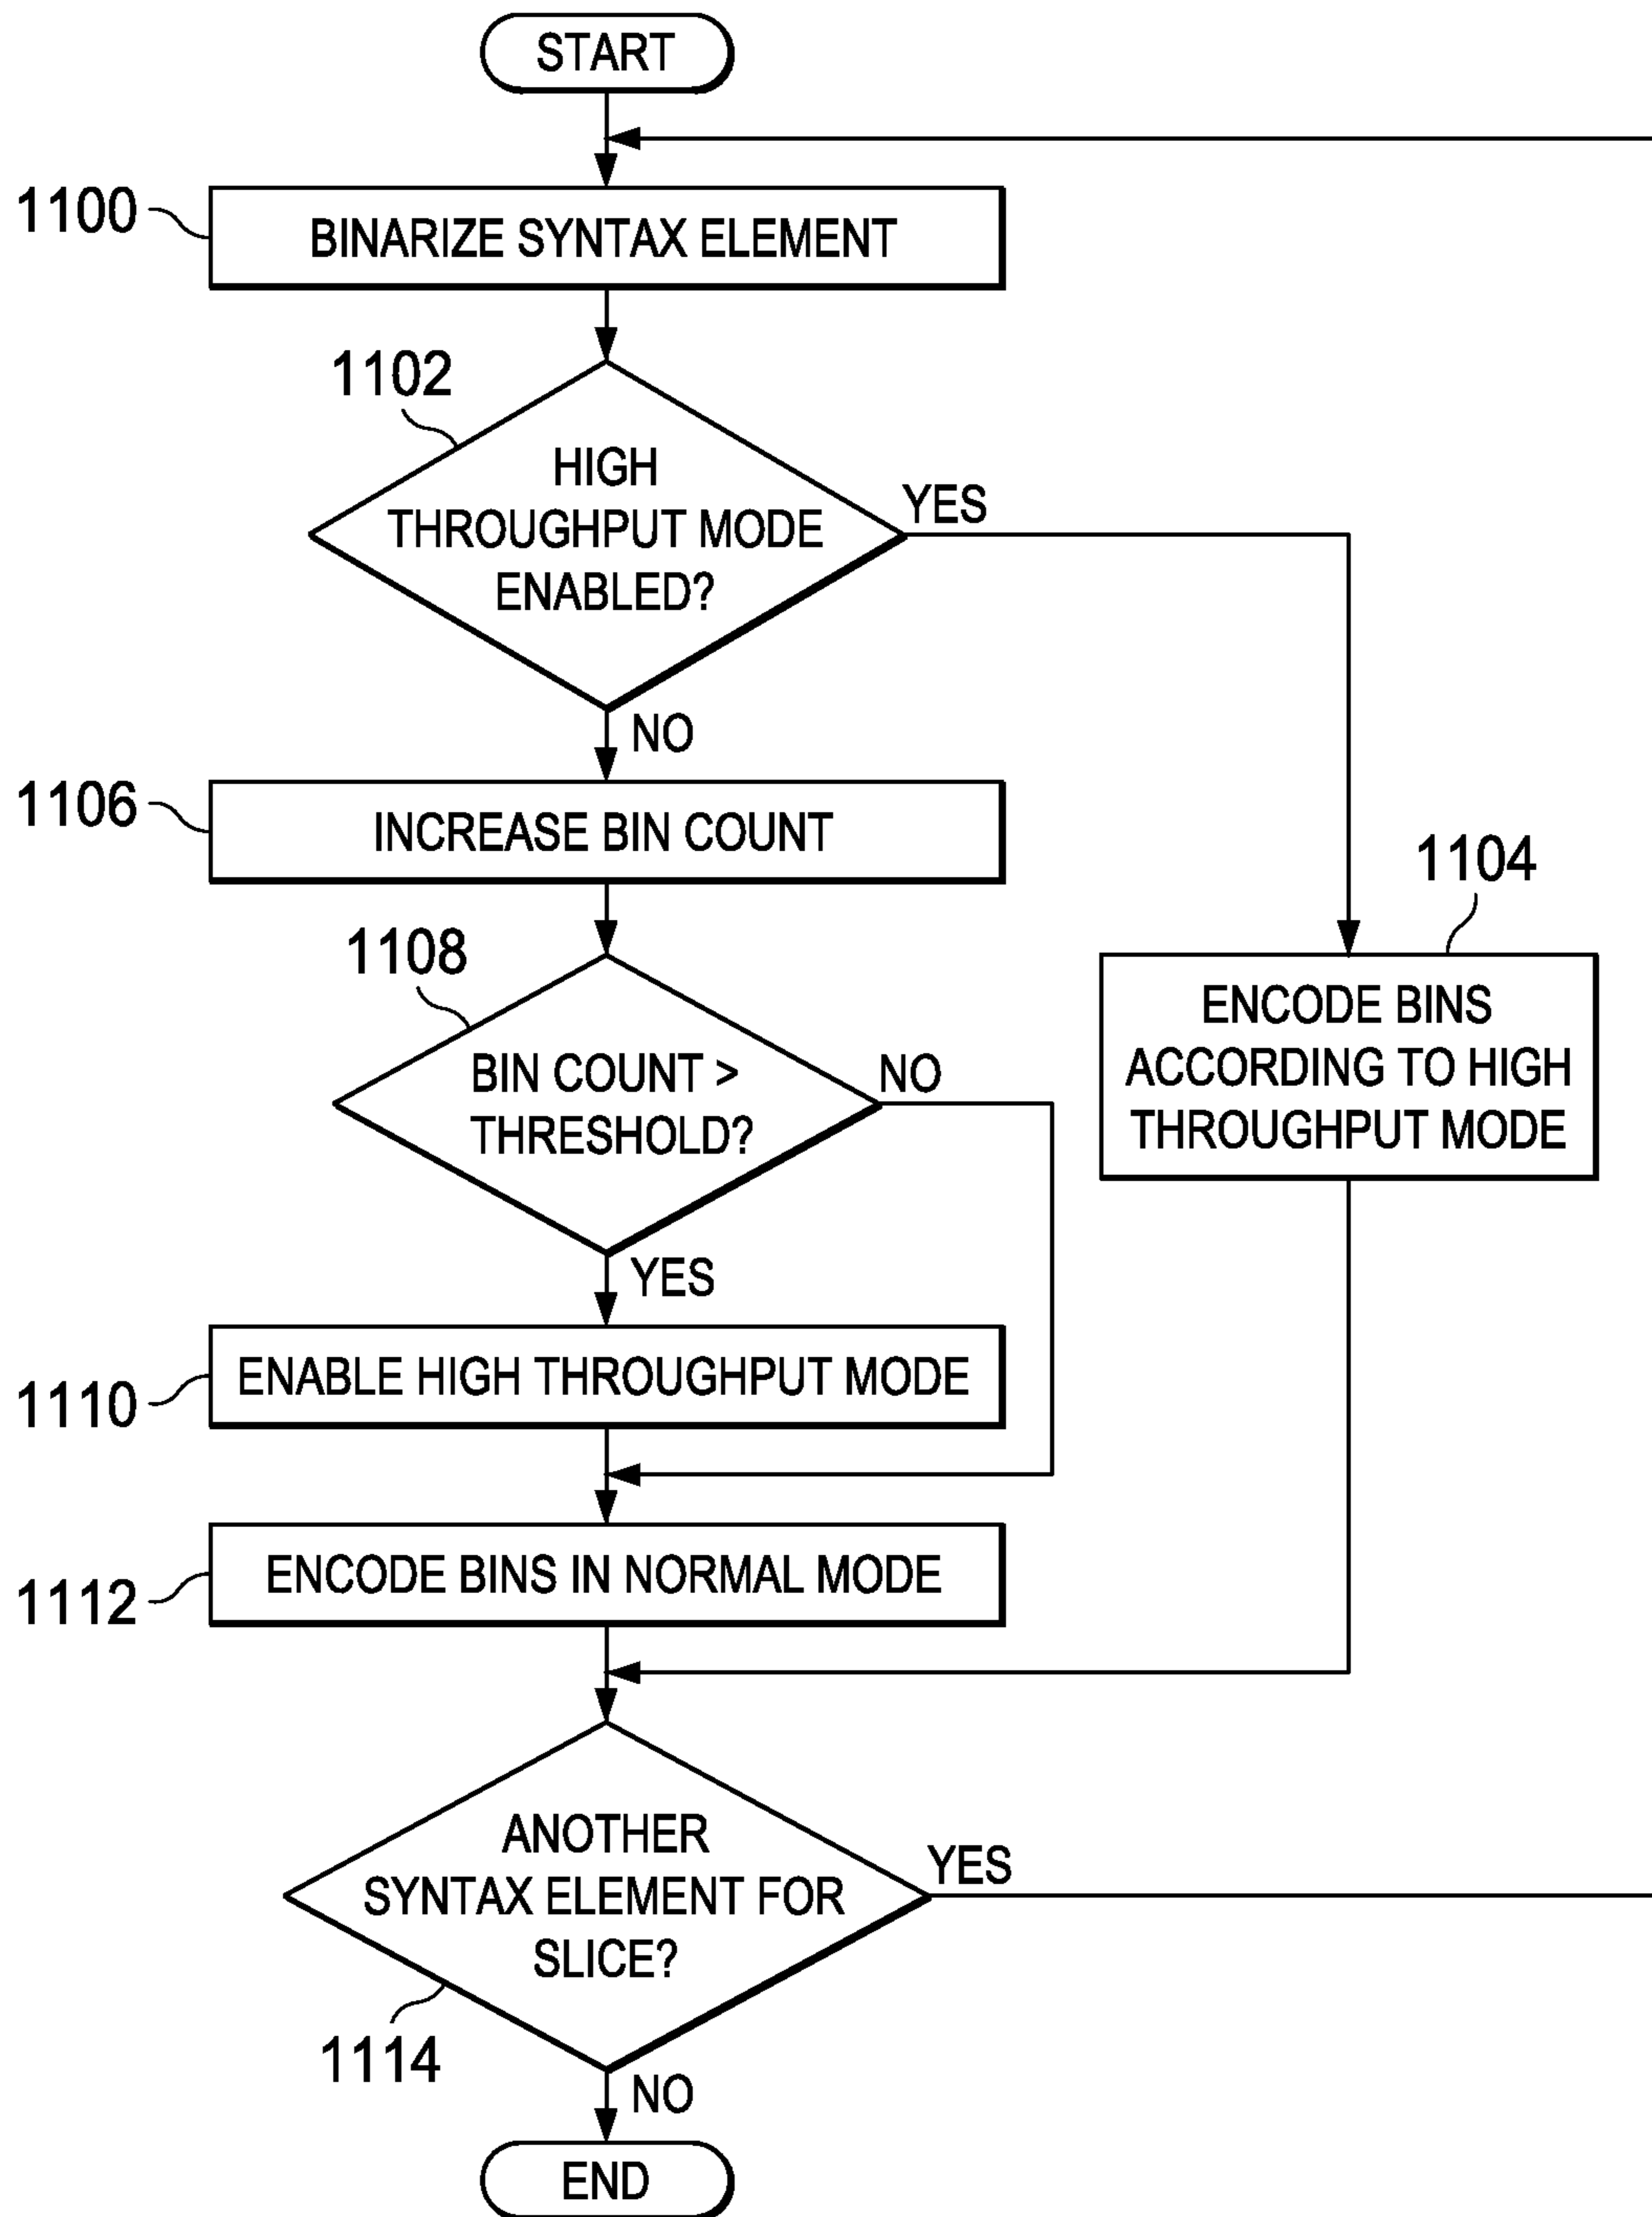 START
1100
BINARIZE SYNTAX ELEMENT
1102
HIGH
THROUGHPUT MODE
ENABLED?
YES
NO
1106
INCREASE BIN COUNT
1104
ENCODE BINS
ACCORDING TO HIGH
THROUGHPUT MODE
1108
BIN COUNT >
THRESHOLD?
NO
YES
1110
ENABLE HIGH THROUGHPUT MODE
1112
ENCODE BINS IN NORMAL MODE
ANOTHER
SYNTAX ELEMENT FOR
SLICE?
YES
1114
NO
END